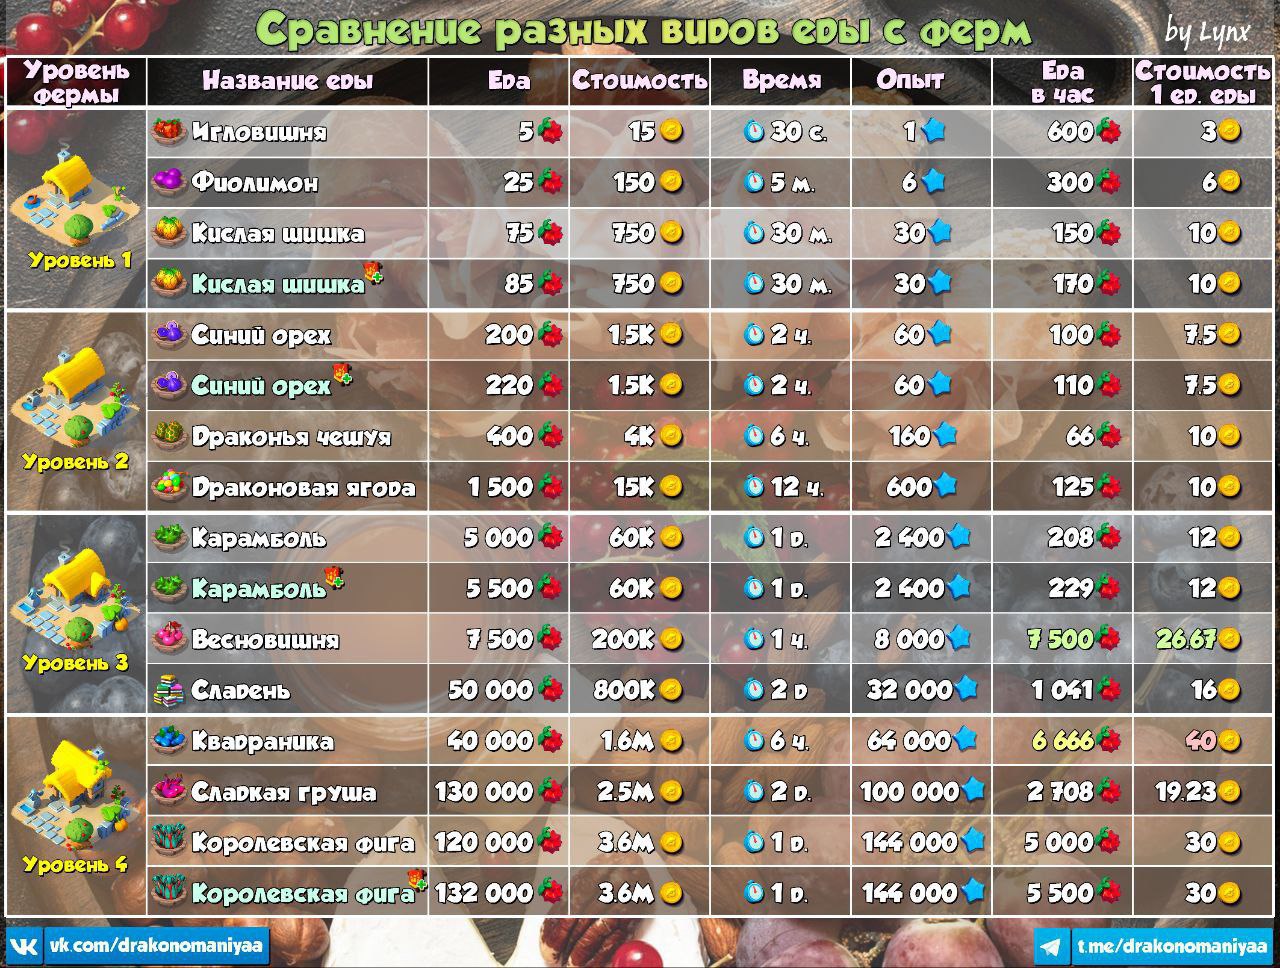 Сравнение разных видов еды с ферм
by Lynx
Уровень фермы Название еды Еда Стоимость Время Опыт Еда в час Стоимость 1 ед. еды
Игловишня 5 15 30 с. 1 600 3
Фиолимон 25 150 5 м. 6 300 6
Кислая шишка 75 750 30 м. 30 150 10
Кислая шишка 85 750 30 м. 30 170 10
Уровень 1
Синий орех 200 1.5K 2 ч. 60 100 7.5
Синий орех 220 1.5K 2 ч. 60 110 7.5
Драконья чешуя 400 4K 6 ч. 160 66 10
Драконовая ягода 1 500 15K 12 ч. 600 125 10
Уровень 2
Карамболь 5 000 60K 1 д. 2 400 208 12
Карамболь 5 500 60K 1 д. 2 400 229 12
Весновишня 7 500 200K 1 ч. 8 000 7 500 26.67
Сладень 50 000 800K 2 д 32 000 1 041 16
Уровень 3
Квадраника 40 000 1.6M 6 ч. 64 000 6 666 40
Сладкая груша 130 000 2.5M 2 д. 100 000 2 708 19.23
Королевская фига 120 000 3.6M 1 д. 144 000 5 000 30
Королевская фига 132 000 3.6M 1 д. 144 000 5 500 30
Уровень 4
vk.com/drakonomaniyaa
t.me/drakonomaniyaa